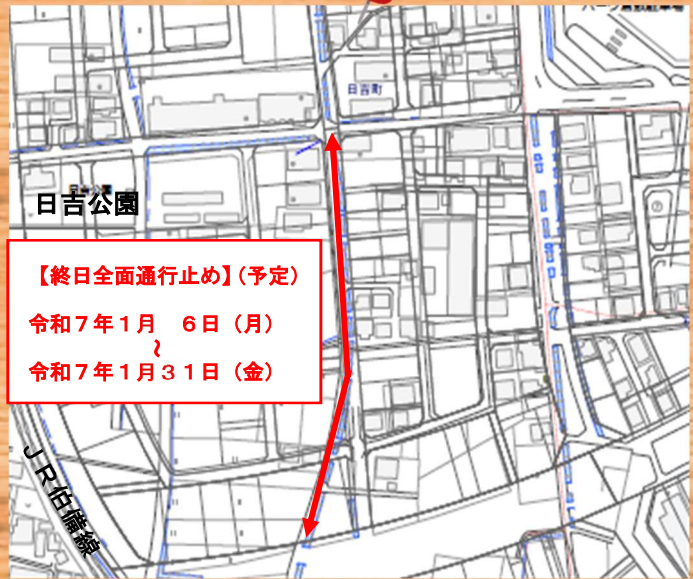 日吉町
日吉公園
【終日全面通行止め】（予定）
令和７年１月　６日（月）
～
令和７年１月３１日（金）
ＪＲ伯備線